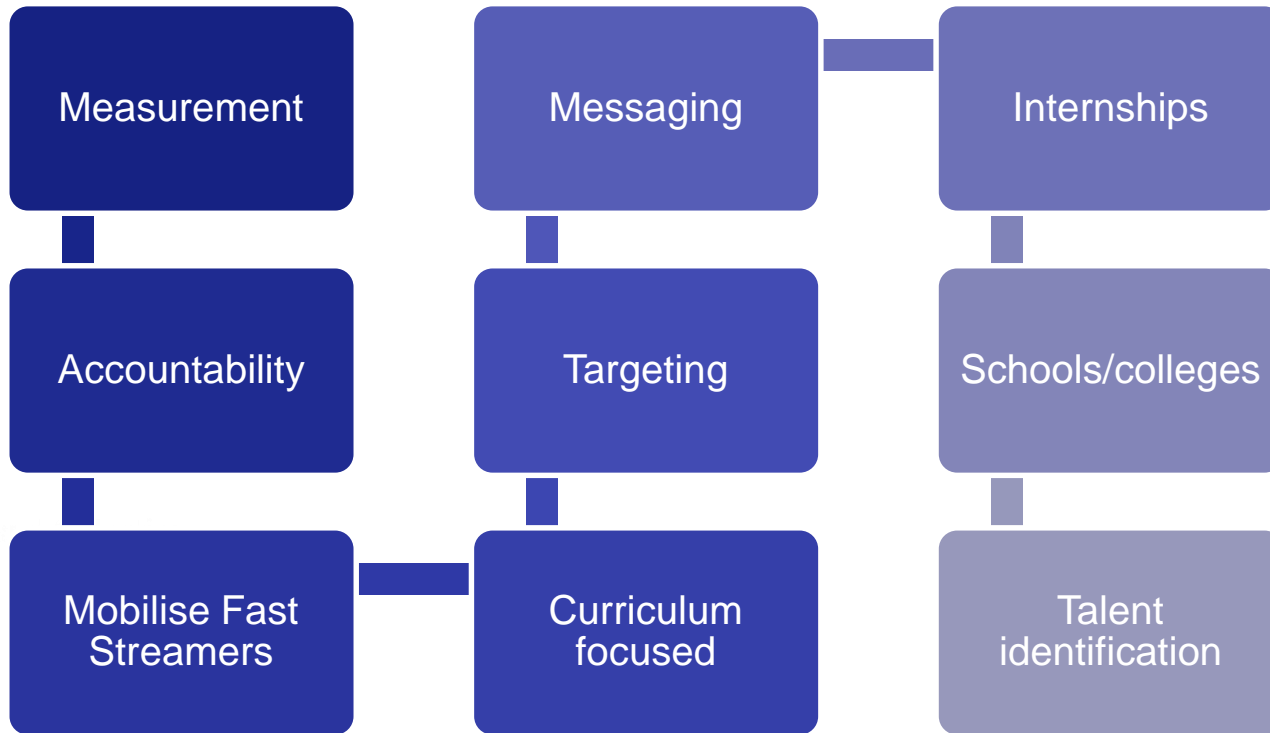 Measurement
Accountability
Mobilise Fast
Streamers
Curriculum
focused
Targeting
Messaging
Internships
Schools/colleges
Talent
identification